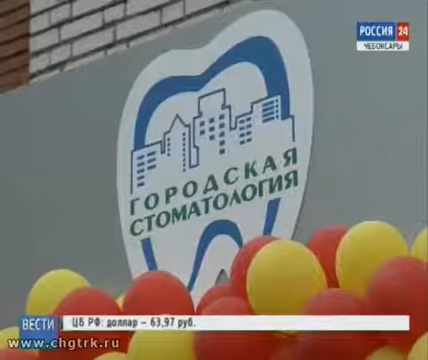 РОССИЯ 24
ЧЕБОКСАРЫ
ГОРОДСКАЯ
СТОМАТОЛОГИЯ
ВЕСТИ
ЦБ РФ: доллар – 63,97 руб.
www.chgtrk.ru